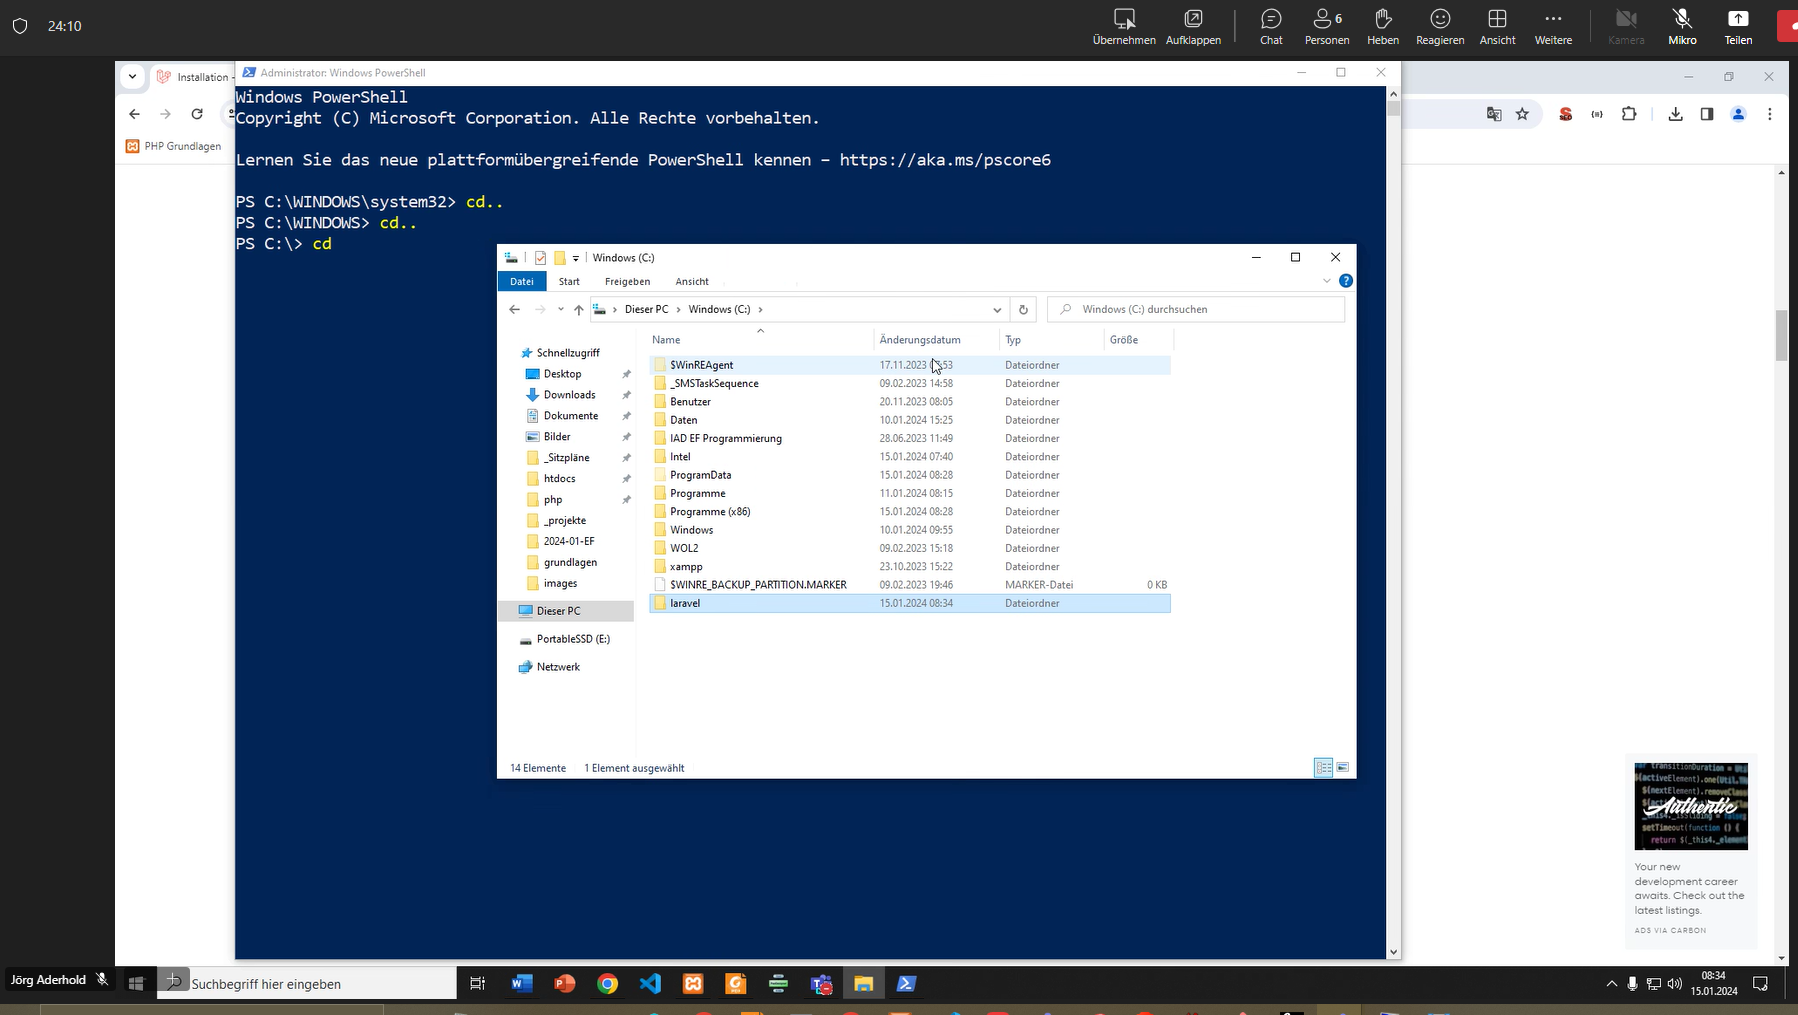 24:10
Übernehmen
Aufklappen
Chat
6
Personen
Heben
Reagieren
Ansicht
Weitere
Kamera
Mikro
Teilen
Installation -
Administrator: Windows PowerShell
PHP Grundlagen
Windows PowerShell
Copyright (C) Microsoft Corporation. Alle Rechte vorbehalten.
Lernen Sie das neue plattformübergreifende PowerShell kennen – https://aka.ms/pscore6
PS C:\WINDOWS\system32> cd..
PS C:\WINDOWS> cd..
PS C:\> cd
Windows (C:)
Datei Start Freigeben Ansicht
Dieser PC > Windows (C:) >
Windows (C:) durchsuchen
Schnellzugriff
Desktop
Downloads
Dokumente
Bilder
_Sitzpläne
htdocs
php
_projekte
2024-01-EF
grundlagen
images
Dieser PC
PortableSSD (E:)
Netzwerk
Name Änderungsdatum Typ Größe
$WinREAgent 17.11.2023 :53 Dateiordner
_SMSTaskSequence 09.02.2023 14:58 Dateiordner
Benutzer 20.11.2023 08:05 Dateiordner
Daten 10.01.2024 15:25 Dateiordner
IAD EF Programmierung 28.06.2023 11:49 Dateiordner
Intel 15.01.2024 07:40 Dateiordner
ProgramData 15.01.2024 08:28 Dateiordner
Programme 11.01.2024 08:15 Dateiordner
Programme (x86) 15.01.2024 08:28 Dateiordner
Windows 10.01.2024 09:55 Dateiordner
WOL2 09.02.2023 15:18 Dateiordner
xampp 23.10.2023 15:22 Dateiordner
$WINRE_BACKUP_PARTITION.MARKER 09.02.2023 19:46 MARKER-Datei 0 KB
laravel 15.01.2024 08:34 Dateiordner
14 Elemente 1 Element ausgewählt
Authentic
Your new
development career
awaits. Check out the
latest listings.
ADS VIA CARBON
Jörg Aderhold
Suchbegriff hier eingeben
08:34
15.01.2024